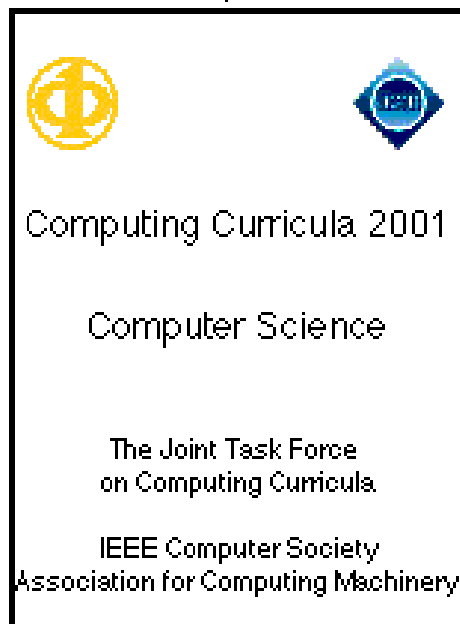 Computing Curricula 2001
Computer Science
The Joint Task Force
on Computing Curricula
IEEE Computer Society
Association for Computing Machinery